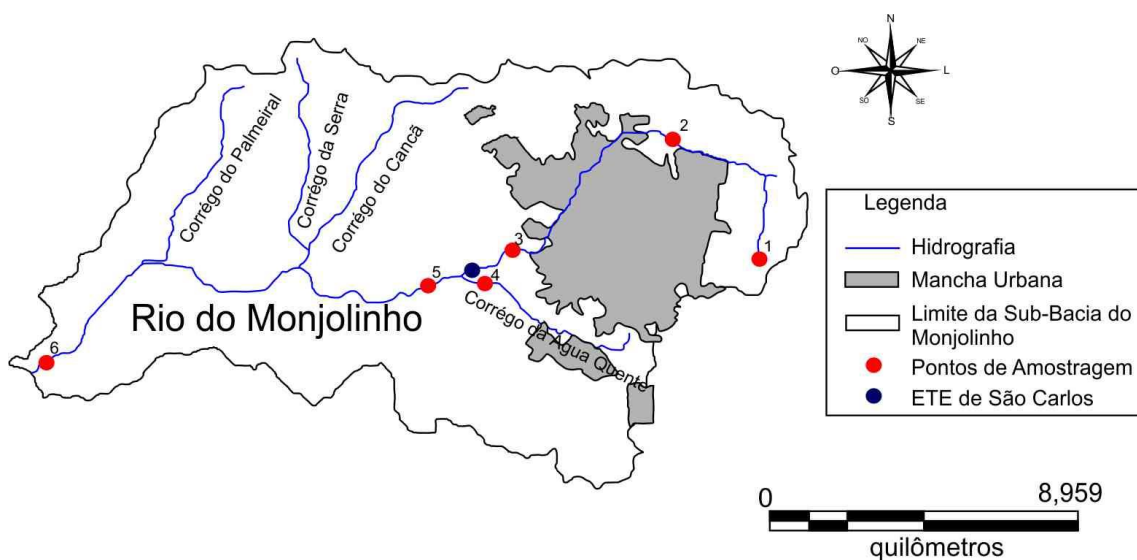 N
NO
NE
O
L
SO
SE
S
Corrégo do Palmeiral
Corrégo da Serra
Corrégo do Cancã
2
1
3
5
4
Corrégo da Agua Quente
Rio do Monjolinho
6
Legenda
Hidrografia
Mancha Urbana
Limite da Sub-Bacia do
Monjolinho
Pontos de Amostragem
ETE de São Carlos
0
8,959
quilômetros